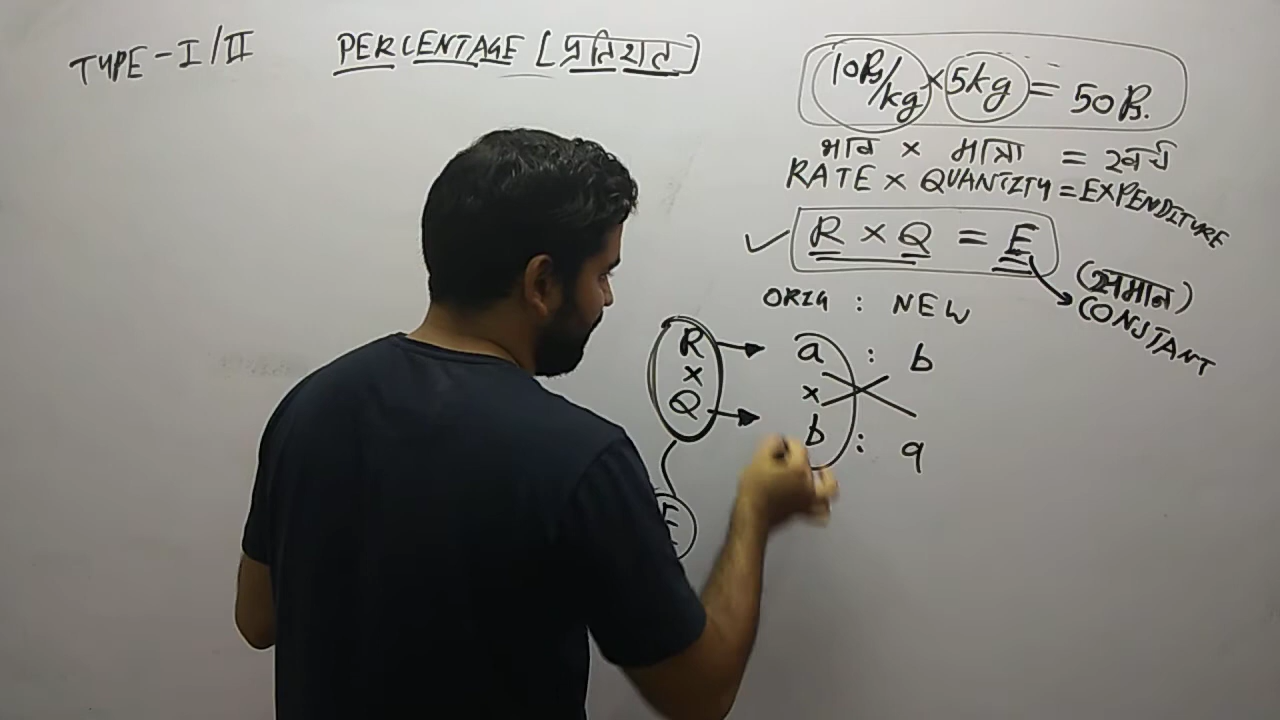 TYPE-I/II
PERCENTAGE [प्रतिशत]
10Rs/kg × 5kg = 50Rs.
भाव × मात्रा = खर्च
RATE × QUANTITY = EXPENDITURE
R × Q = E
(समान)
CONSTANT
ORIG : NEW
R → a : b
×
×
Q → b : a
E